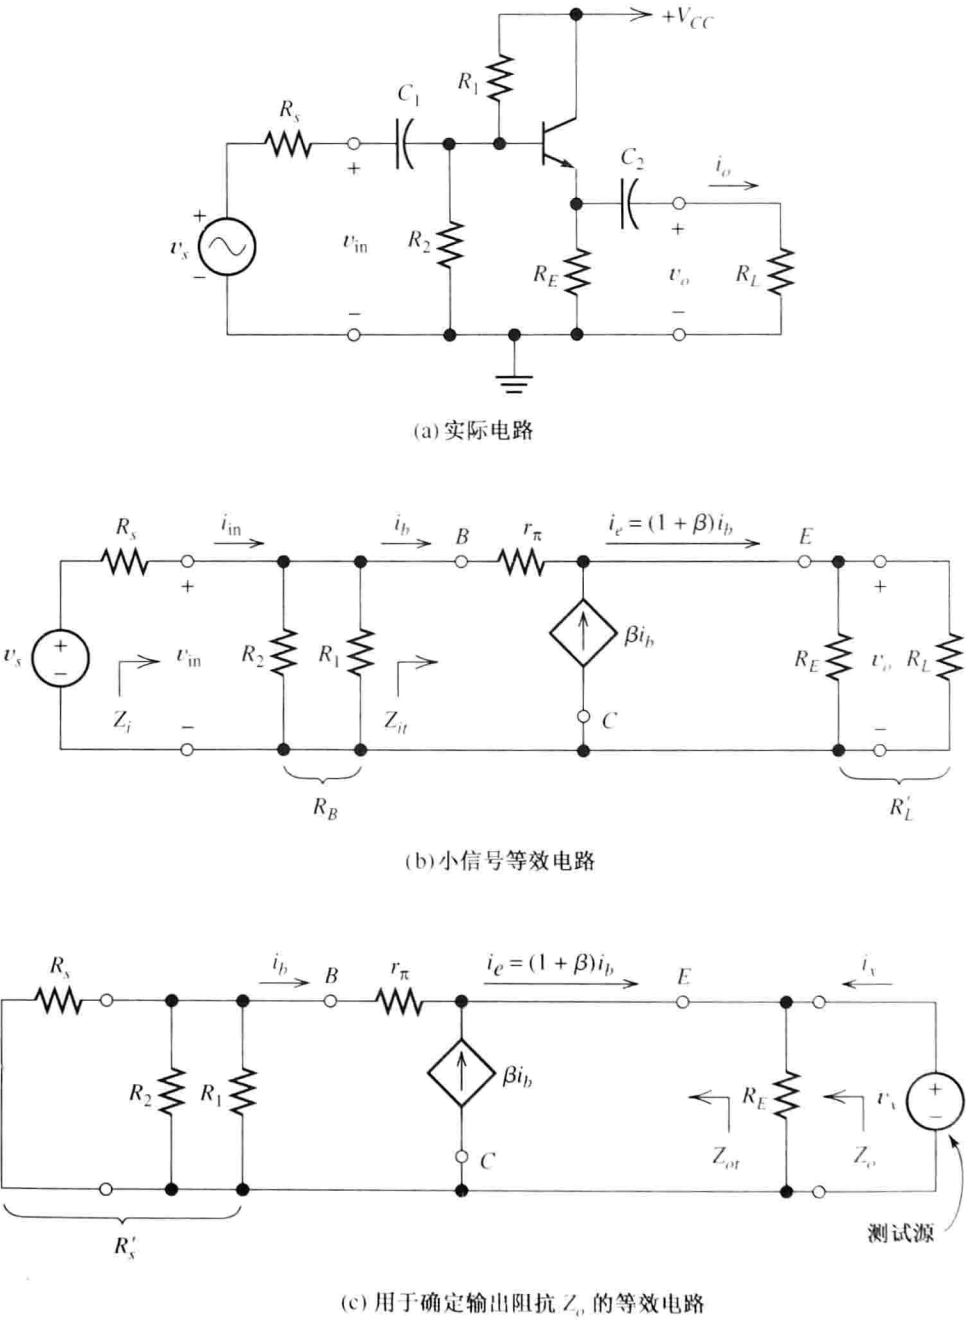 +V_CC
R_1
C_1
R_s
C_2
i_o
+
+
+
v_s
v_in
R_2
R_E
v_o
R_L
−
−
−
(a)实际电路
R_s
i_in
i_b
B
r_π
i_e = (1 + β)i_b
E
+
+
+
v_s
−
v_in
R_2
R_1
βi_b
R_E
v_o
R_L
Z_i
Z_it
C
−
−
R_B
R'_L
(b)小信号等效电路
R_s
i_b
B
r_π
i_e = (1 + β)i_b
E
i_x
R_2
R_1
βi_b
R_E
v_x
+
−
Z_ot
Z_o
C
R'_s
测试源
(c) 用于确定输出阻抗 Z_o 的等效电路